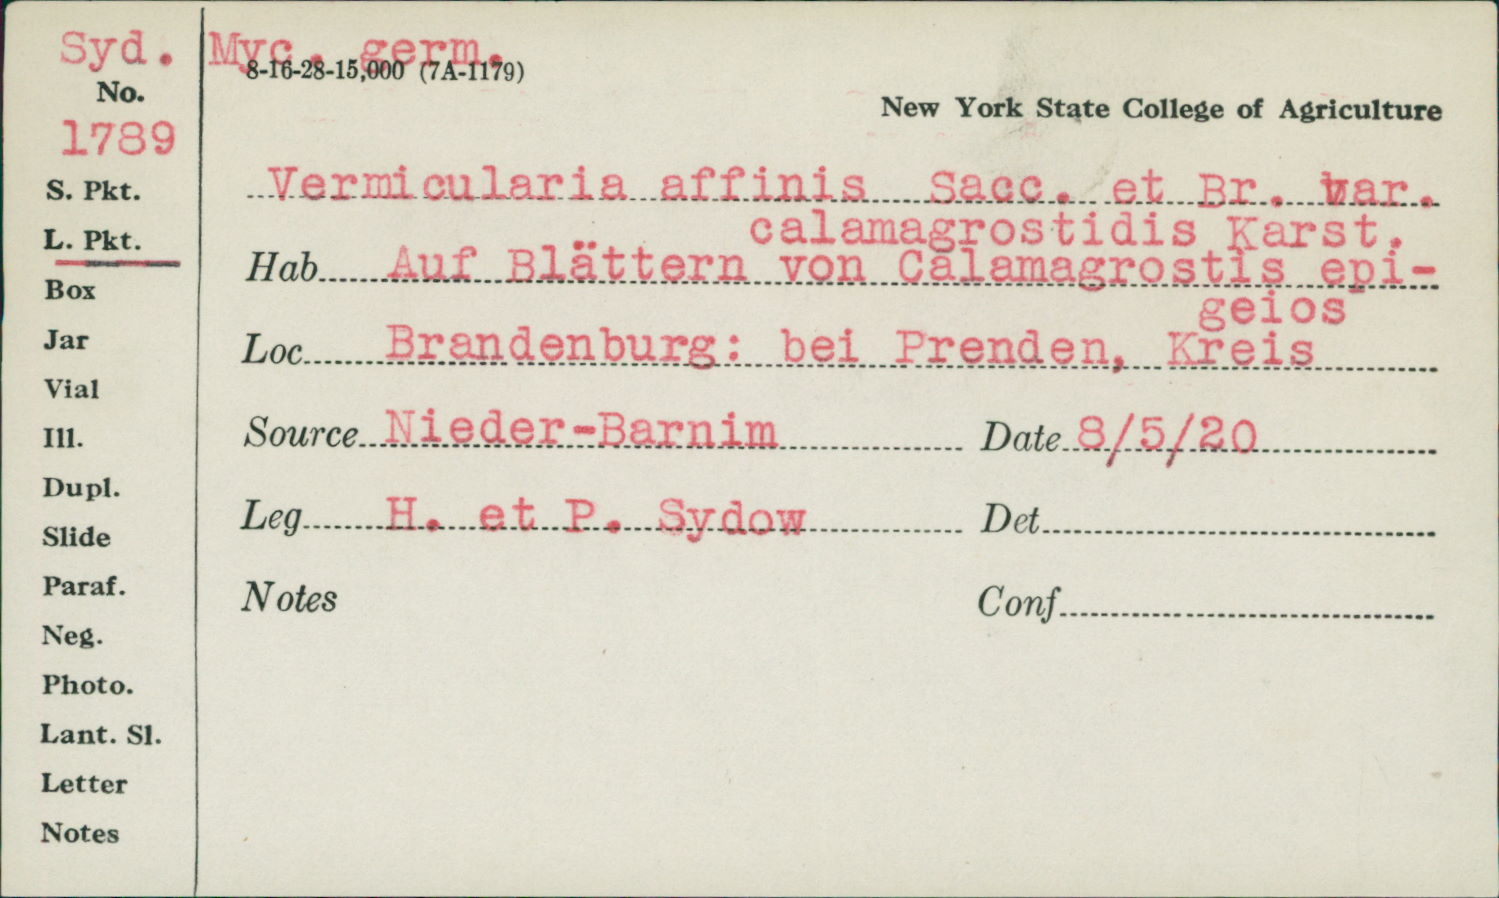 Syd. Myc. germ.
8-16-28-15,000 (7A-1179)
No.
New York State College of Agriculture
1789
S. Pkt.
Vermicularia affinis Sacc. et Br. var.
calamagrostidis Karst.
L. Pkt.
Hab Auf Blättern von Calamagrostis epi-
geios
Box
Jar
Loc Brandenburg: bei Prenden, Kreis
Vial
Ill.
Source Nieder-Barnim Date 8/5/20
Dupl.
Leg H. et P. Sydow Det
Slide
Paraf.
Notes Conf
Neg.
Photo.
Lant. Sl.
Letter
Notes